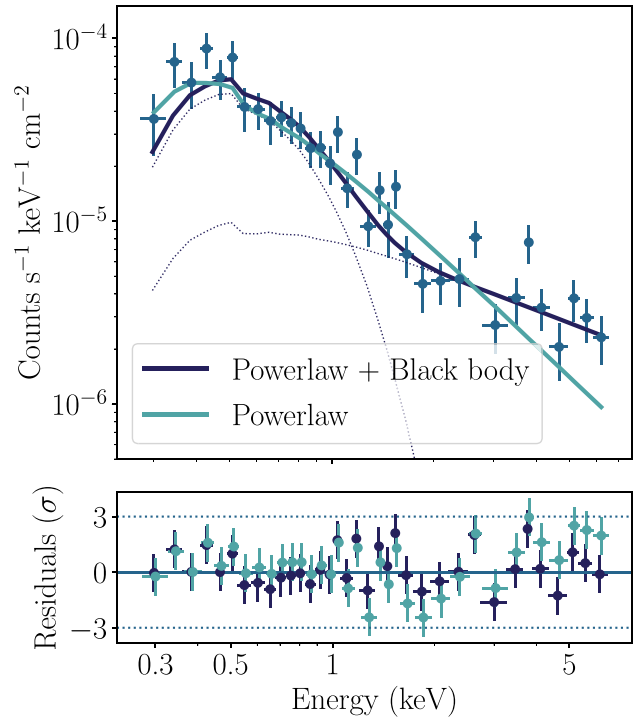 10⁻⁴
10⁻⁵
10⁻⁶
Counts s⁻¹ keV⁻¹ cm⁻²
Powerlaw + Black body
Powerlaw
3
0
−3
Residuals (σ)
0.3 0.5 1 5
Energy (keV)